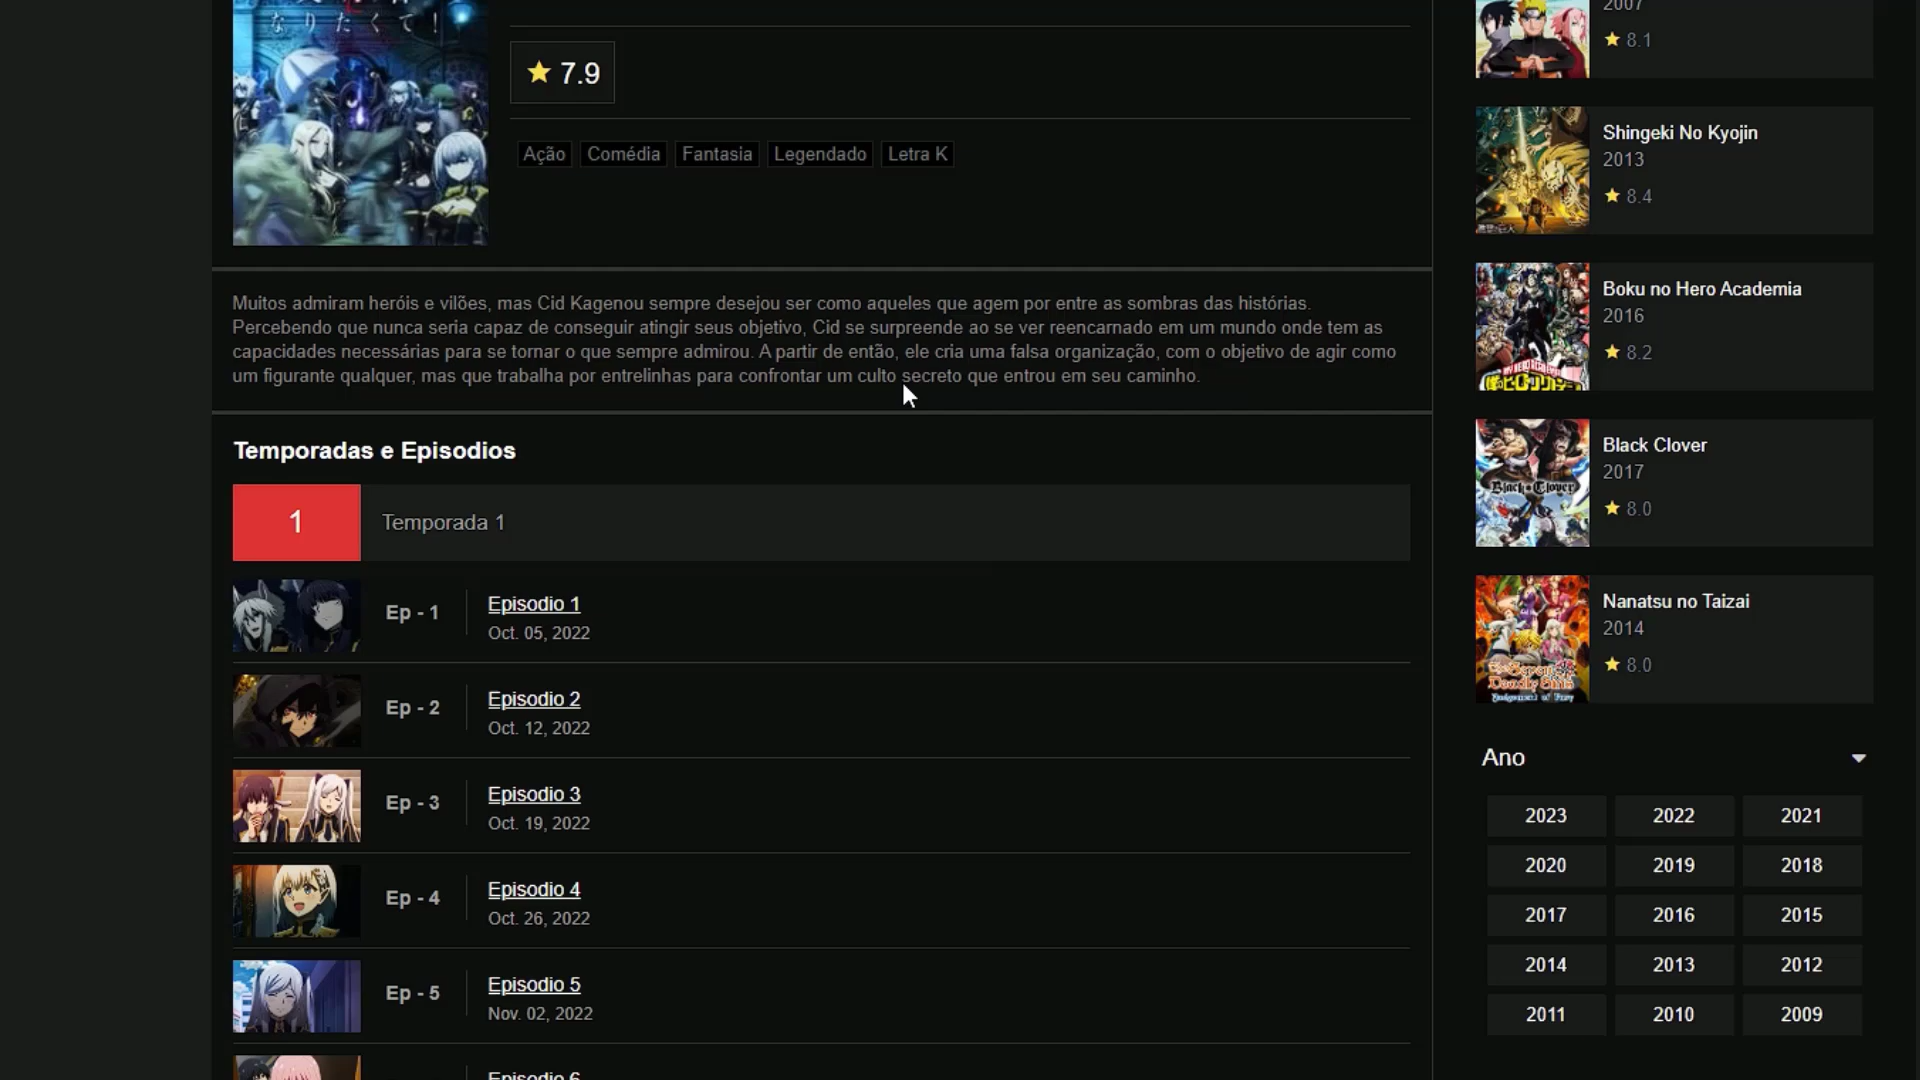 なりたくて!
7.9
Ação
Comédia
Fantasia
Legendado
Letra K
Muitos admiram heróis e vilões, mas Cid Kagenou sempre desejou ser como aqueles que agem por entre as sombras das histórias.
Percebendo que nunca seria capaz de conseguir atingir seus objetivo, Cid se surpreende ao se ver reencarnado em um mundo onde tem as
capacidades necessárias para se tornar o que sempre admirou. A partir de então, ele cria uma falsa organização, com o objetivo de agir como
um figurante qualquer, mas que trabalha por entrelinhas para confrontar um culto secreto que entrou em seu caminho.
Temporadas e Episodios
1
Temporada 1
Ep - 1
Episodio 1
Oct. 05, 2022
Ep - 2
Episodio 2
Oct. 12, 2022
Ep - 3
Episodio 3
Oct. 19, 2022
Ep - 4
Episodio 4
Oct. 26, 2022
Ep - 5
Episodio 5
Nov. 02, 2022
Episodio 6
2007
8.1
Shingeki No Kyojin
2013
8.4
Boku no Hero Academia
2016
8.2
Black Clover
Black Clover
2017
8.0
Nanatsu no Taizai
2014
8.0
Ano
2023 2022 2021
2020 2019 2018
2017 2016 2015
2014 2013 2012
2011 2010 2009